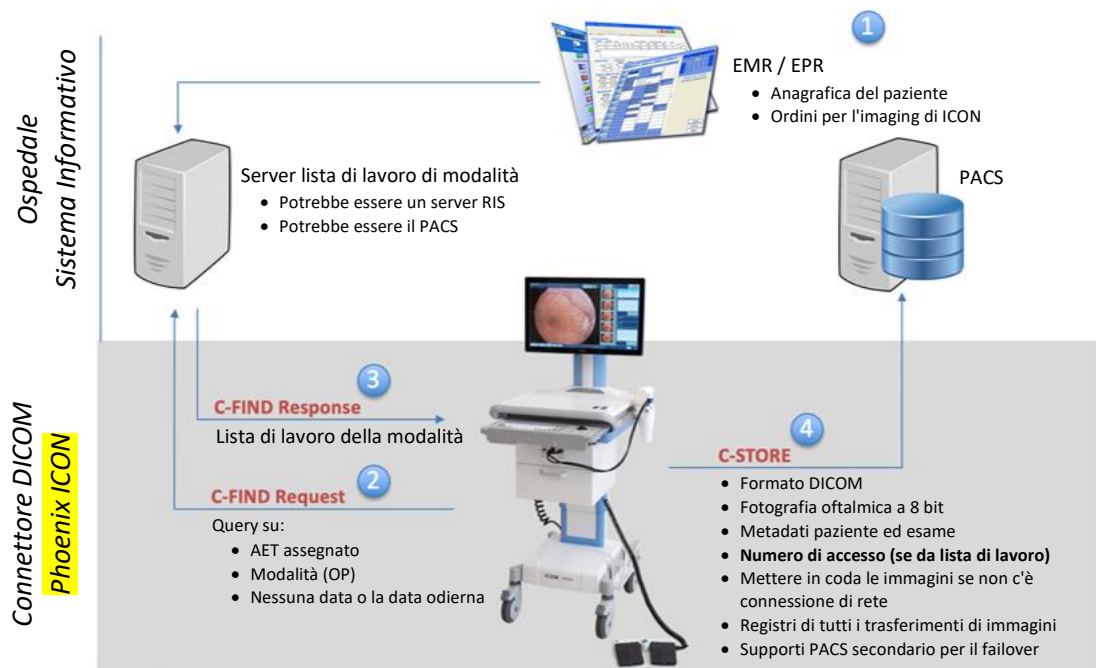 1
EMR / EPR
• Anagrafica del paziente
• Ordini per l'imaging di ICON
Ospedale
Sistema Informativo
Server lista di lavoro di modalità
• Potrebbe essere un server RIS
• Potrebbe essere il PACS
PACS
3
C-FIND Response
Lista di lavoro della modalità
2
C-FIND Request
Query su:
• AET assegnato
• Modalità (OP)
• Nessuna data o la data odierna
4
C-STORE
• Formato DICOM
• Fotografia oftalmica a 8 bit
• Metadati paziente ed esame
• Numero di accesso (se da lista di lavoro)
• Mettere in coda le immagini se non c'è
connessione di rete
• Registri di tutti i trasferimenti di immagini
• Supporti PACS secondario per il failover
Connettore DICOM
Phoenix ICON
ICON